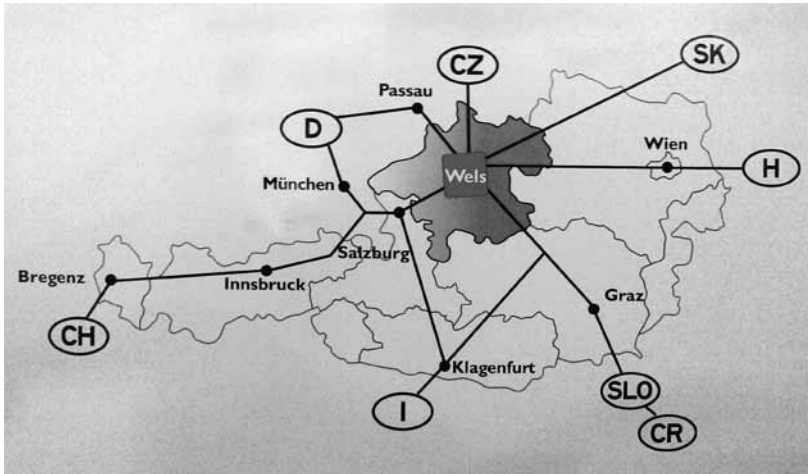 CZ
SK
Passau
D
Wien
H
Wels
München
Salzburg
Bregenz
Innsbruck
Graz
CH
Klagenfurt
SLO
I
CR